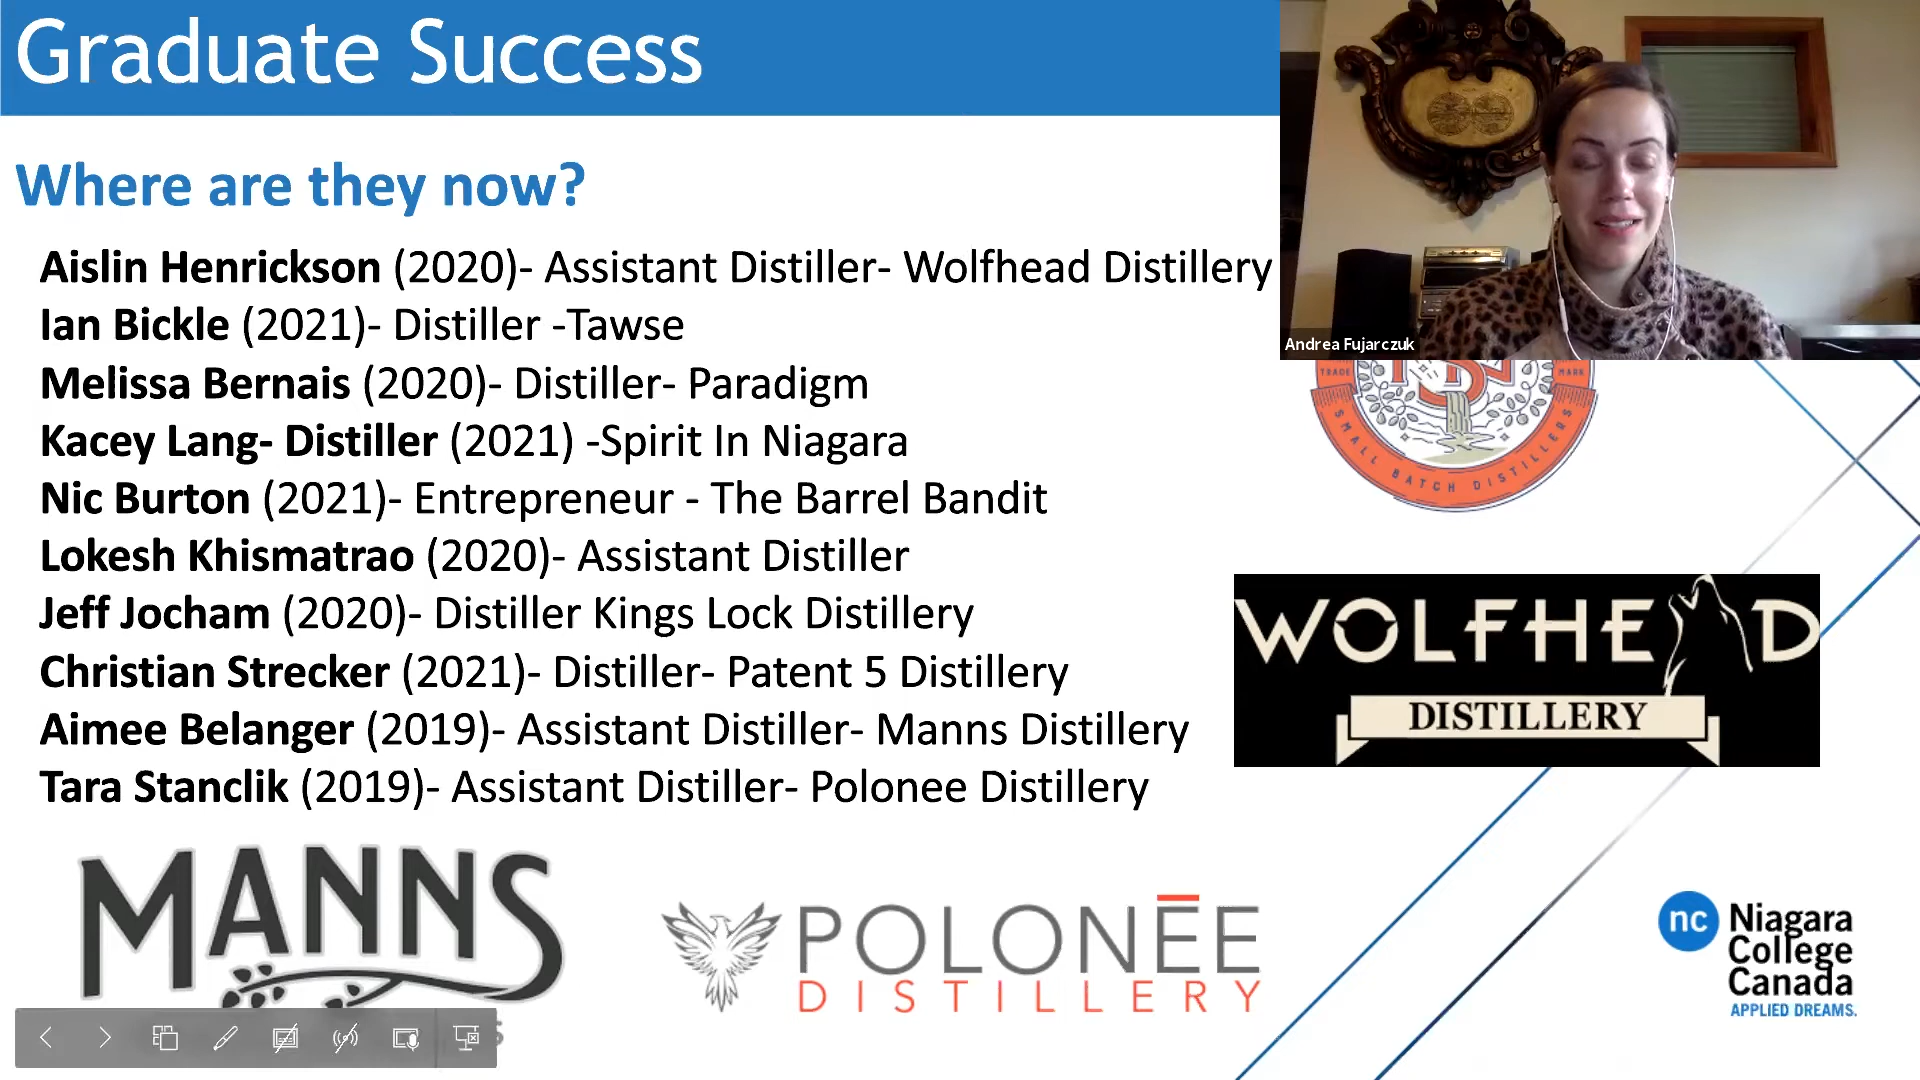 Graduate Success
Where are they now?
Aislin Henrickson (2020)- Assistant Distiller- Wolfhead Distillery
Ian Bickle (2021)- Distiller -Tawse
Melissa Bernais (2020)- Distiller- Paradigm
Kacey Lang- Distiller (2021) -Spirit In Niagara
Nic Burton (2021)- Entrepreneur - The Barrel Bandit
Lokesh Khismatrao (2020)- Assistant Distiller
Jeff Jocham (2020)- Distiller Kings Lock Distillery
Christian Strecker (2021)- Distiller- Patent 5 Distillery
Aimee Belanger (2019)- Assistant Distiller- Manns Distillery
Tara Stanclik (2019)- Assistant Distiller- Polonee Distillery
Andrea Fujarczuk
TRADE MARK
SMALL BATCH DISTILLERS
WOLFHEAD
DISTILLERY
MANNS
POLONĒE
DISTILLERY
nc
Niagara
College
Canada
APPLIED DREAMS.